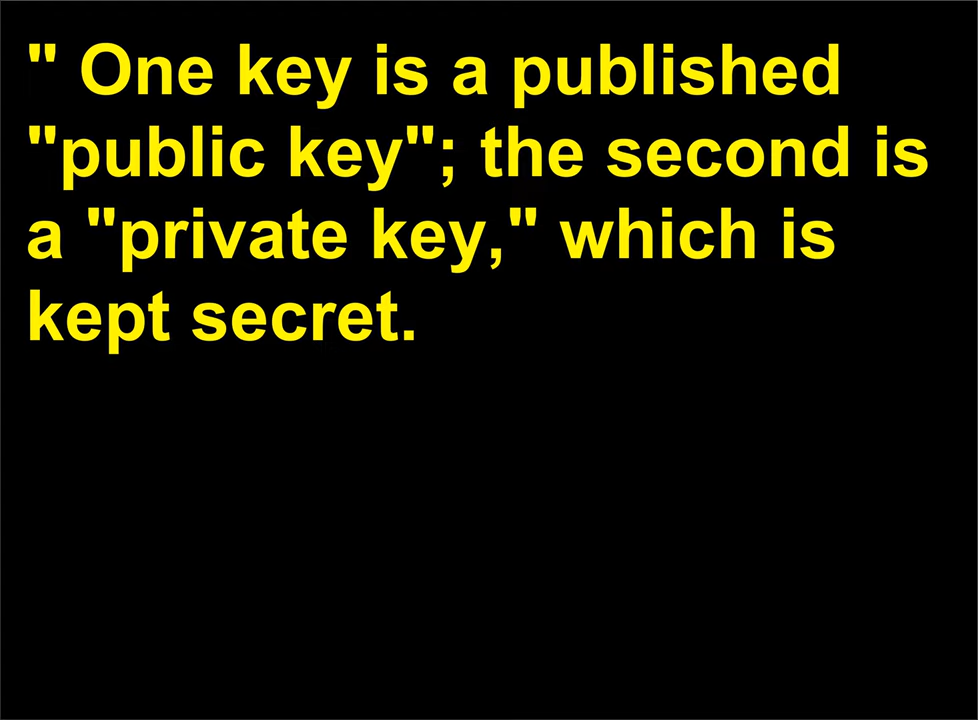 " One key is a published
"public key"; the second is
a "private key," which is
kept secret.